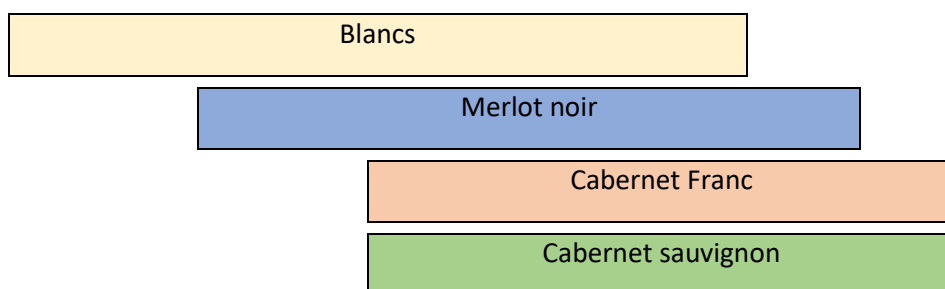 Blancs
Merlot noir
Cabernet Franc
Cabernet sauvignon